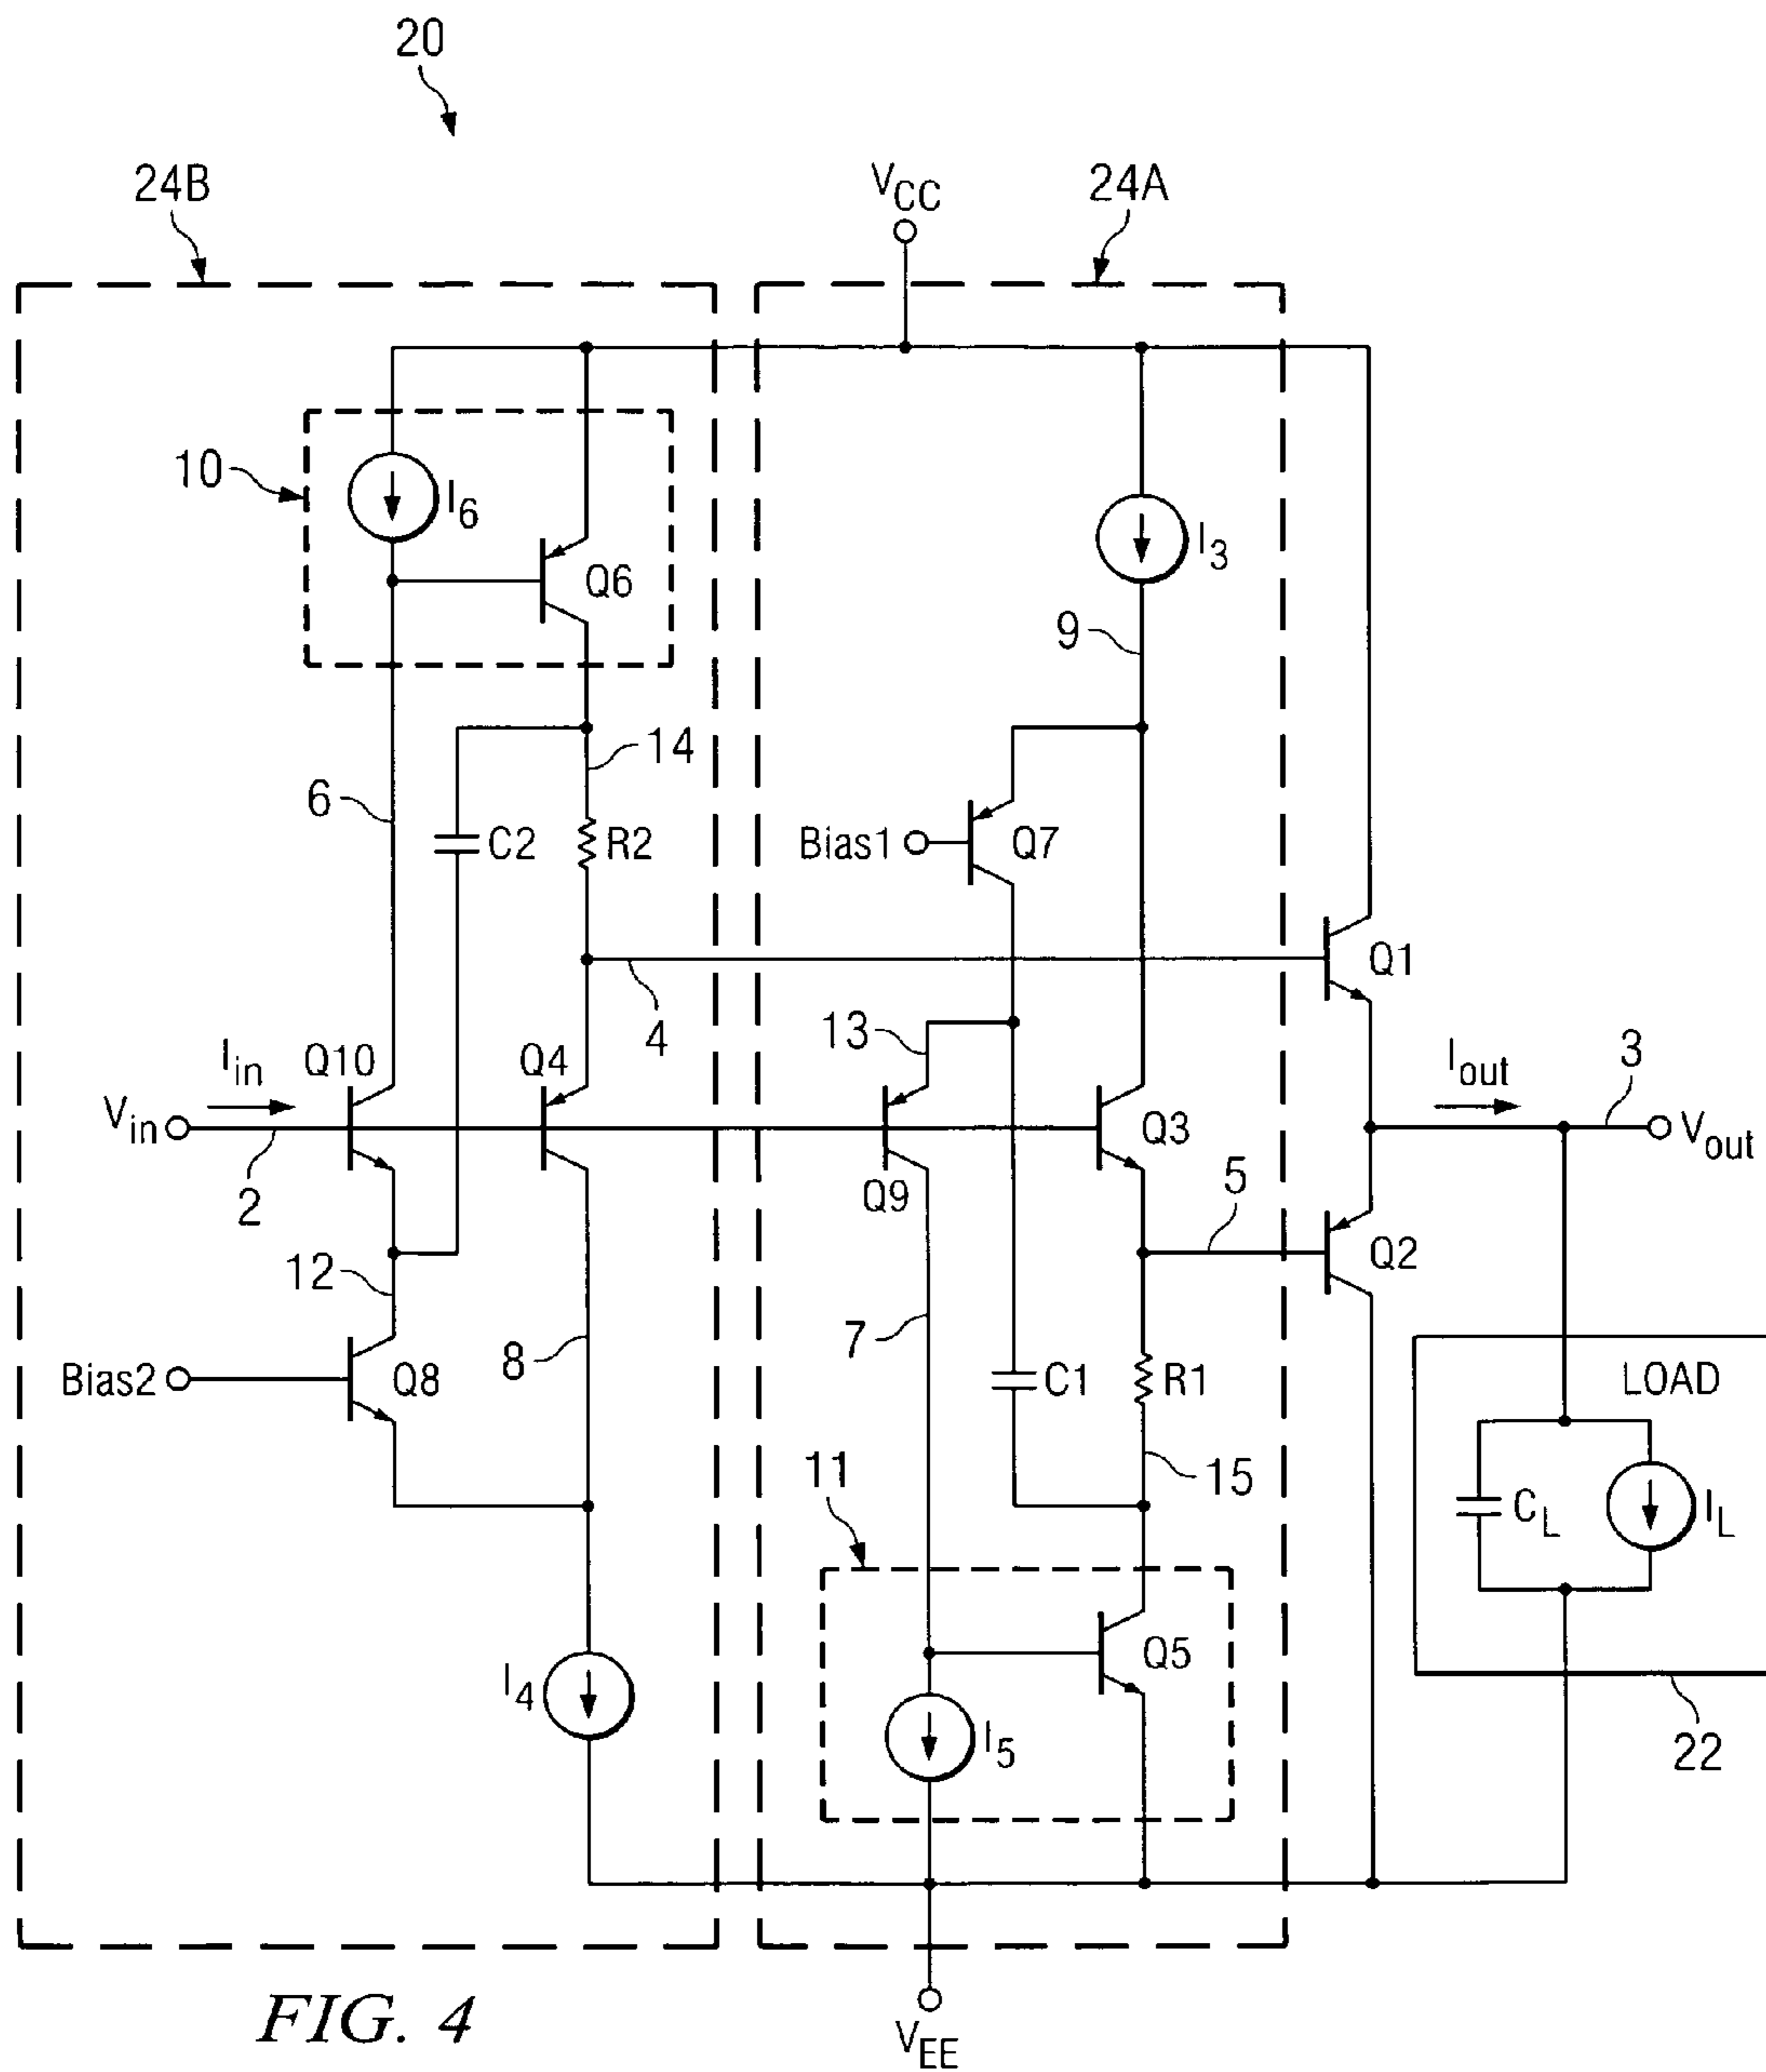 20
24B
24A
VCC
10
I6
Q6
I3
9
14
6
C2
R2
Bias1
Q7
Q1
4
13
Iin
Q10
Q4
Iout
3
Vin
Q3
Vout
2
Q9
5
Q2
12
8
7
Bias2
Q8
C1
R1
LOAD
11
15
CL
IL
Q5
I4
I5
22
FIG. 4
VEE